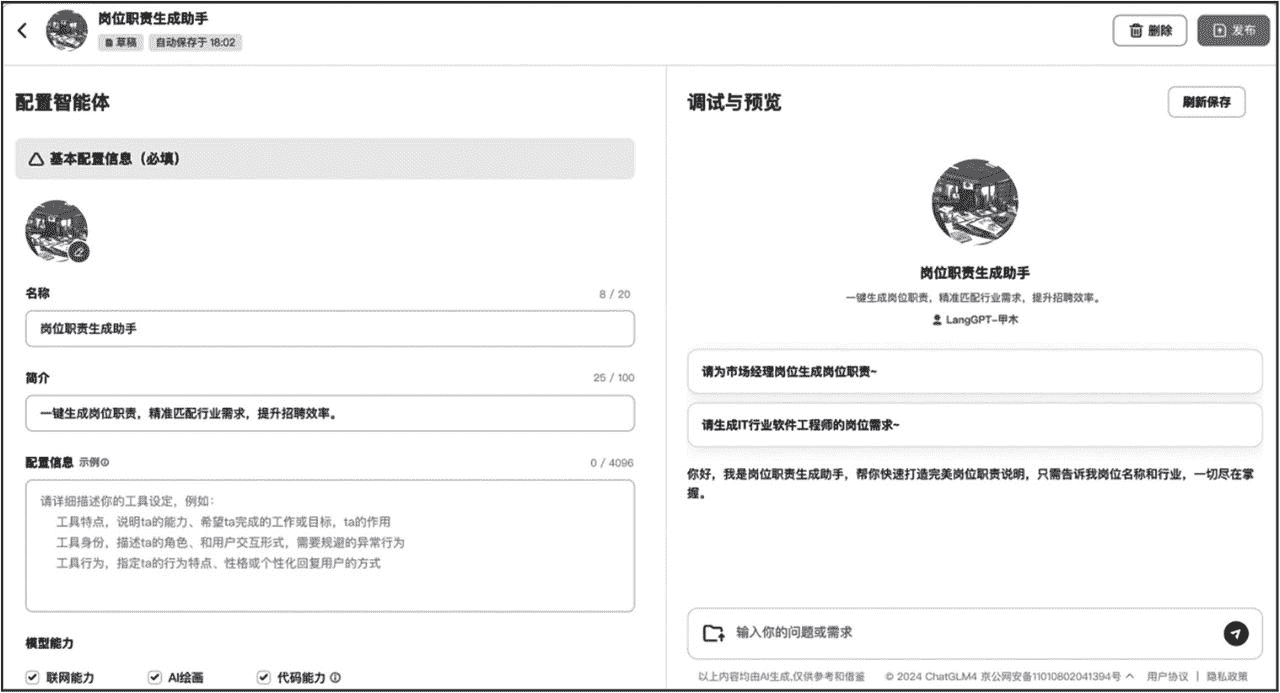 岗位职责生成助手
草稿 自动保存于 18:02
删除
发布
配置智能体
基本配置信息（必填）
名称 8 / 20
岗位职责生成助手
简介 25 / 100
一键生成岗位职责，精准匹配行业需求，提升招聘效率。
配置信息 示例 0 / 4096
请详细描述你的工具设定，例如：
工具特点，说明ta的能力、希望ta完成的工作或目标，ta的作用
工具身份，描述ta的角色、和用户交互形式，需要规避的异常行为
工具行为，指定ta的行为特点、性格或个性化回复用户的方式
模型能力
联网能力 AI绘画 代码能力
调试与预览
刷新保存
岗位职责生成助手
一键生成岗位职责，精准匹配行业需求，提升招聘效率。
LangGPT-甲木
请为市场经理岗位生成岗位职责~
请生成IT行业软件工程师的岗位需求~
你好，我是岗位职责生成助手，帮你快速打造完美岗位职责说明，只需告诉我岗位名称和行业，一切尽在掌
握。
输入你的问题或需求
以上内容均由AI生成,仅供参考和借鉴 © 2024 ChatGLM4 京公网安备11010802041394号 用户协议 | 隐私政策